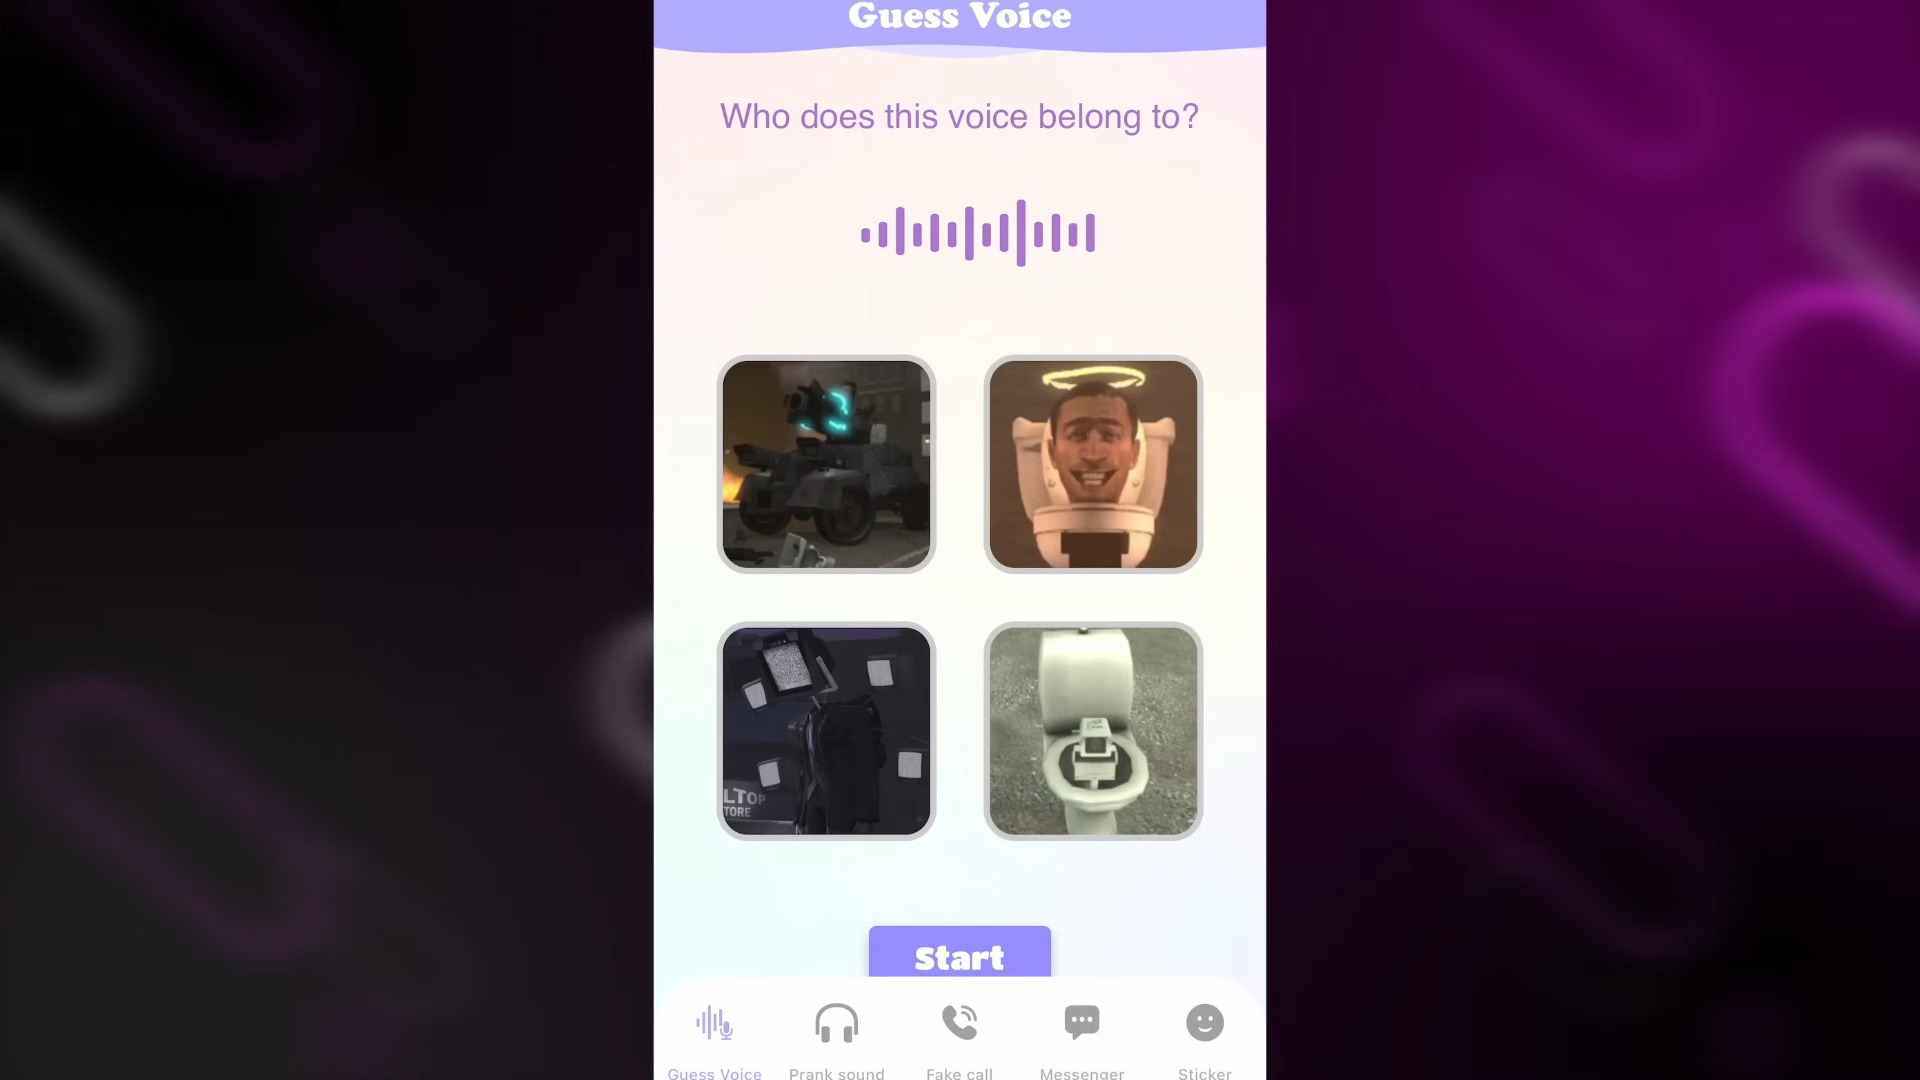 Guess Voice
Who does this voice belong to?
LTOP
TORE
Start
Guess Voice
Prank sound
Fake call
Messenger
Sticker